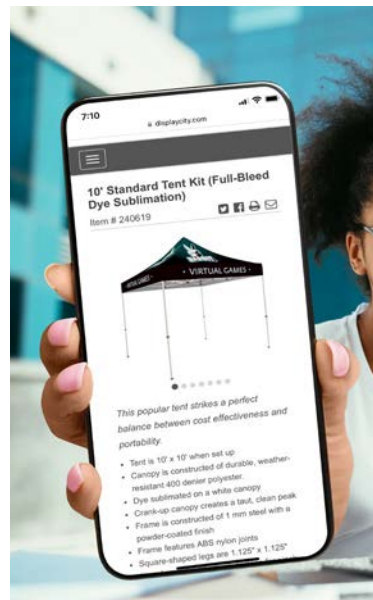 7:10
displaycity.com
10' Standard Tent Kit (Full-Bleed
Dye Sublimation)
Item # 240619
VIRTUAL GAMES
This popular tent strikes a perfect
balance between cost effectiveness and
portability.
• Tent is 10' x 10' when set up
• Canopy is constructed of durable, weather-
resistant 400 denier polyester.
• Dye sublimated on a white canopy
• Crank-up canopy creates a taut, clean peak
• Frame is constructed of 1 mm steel with a
powder-coated finish
• Frame features ABS nylon joints
• Square-shaped legs are 1.125" x 1.125"